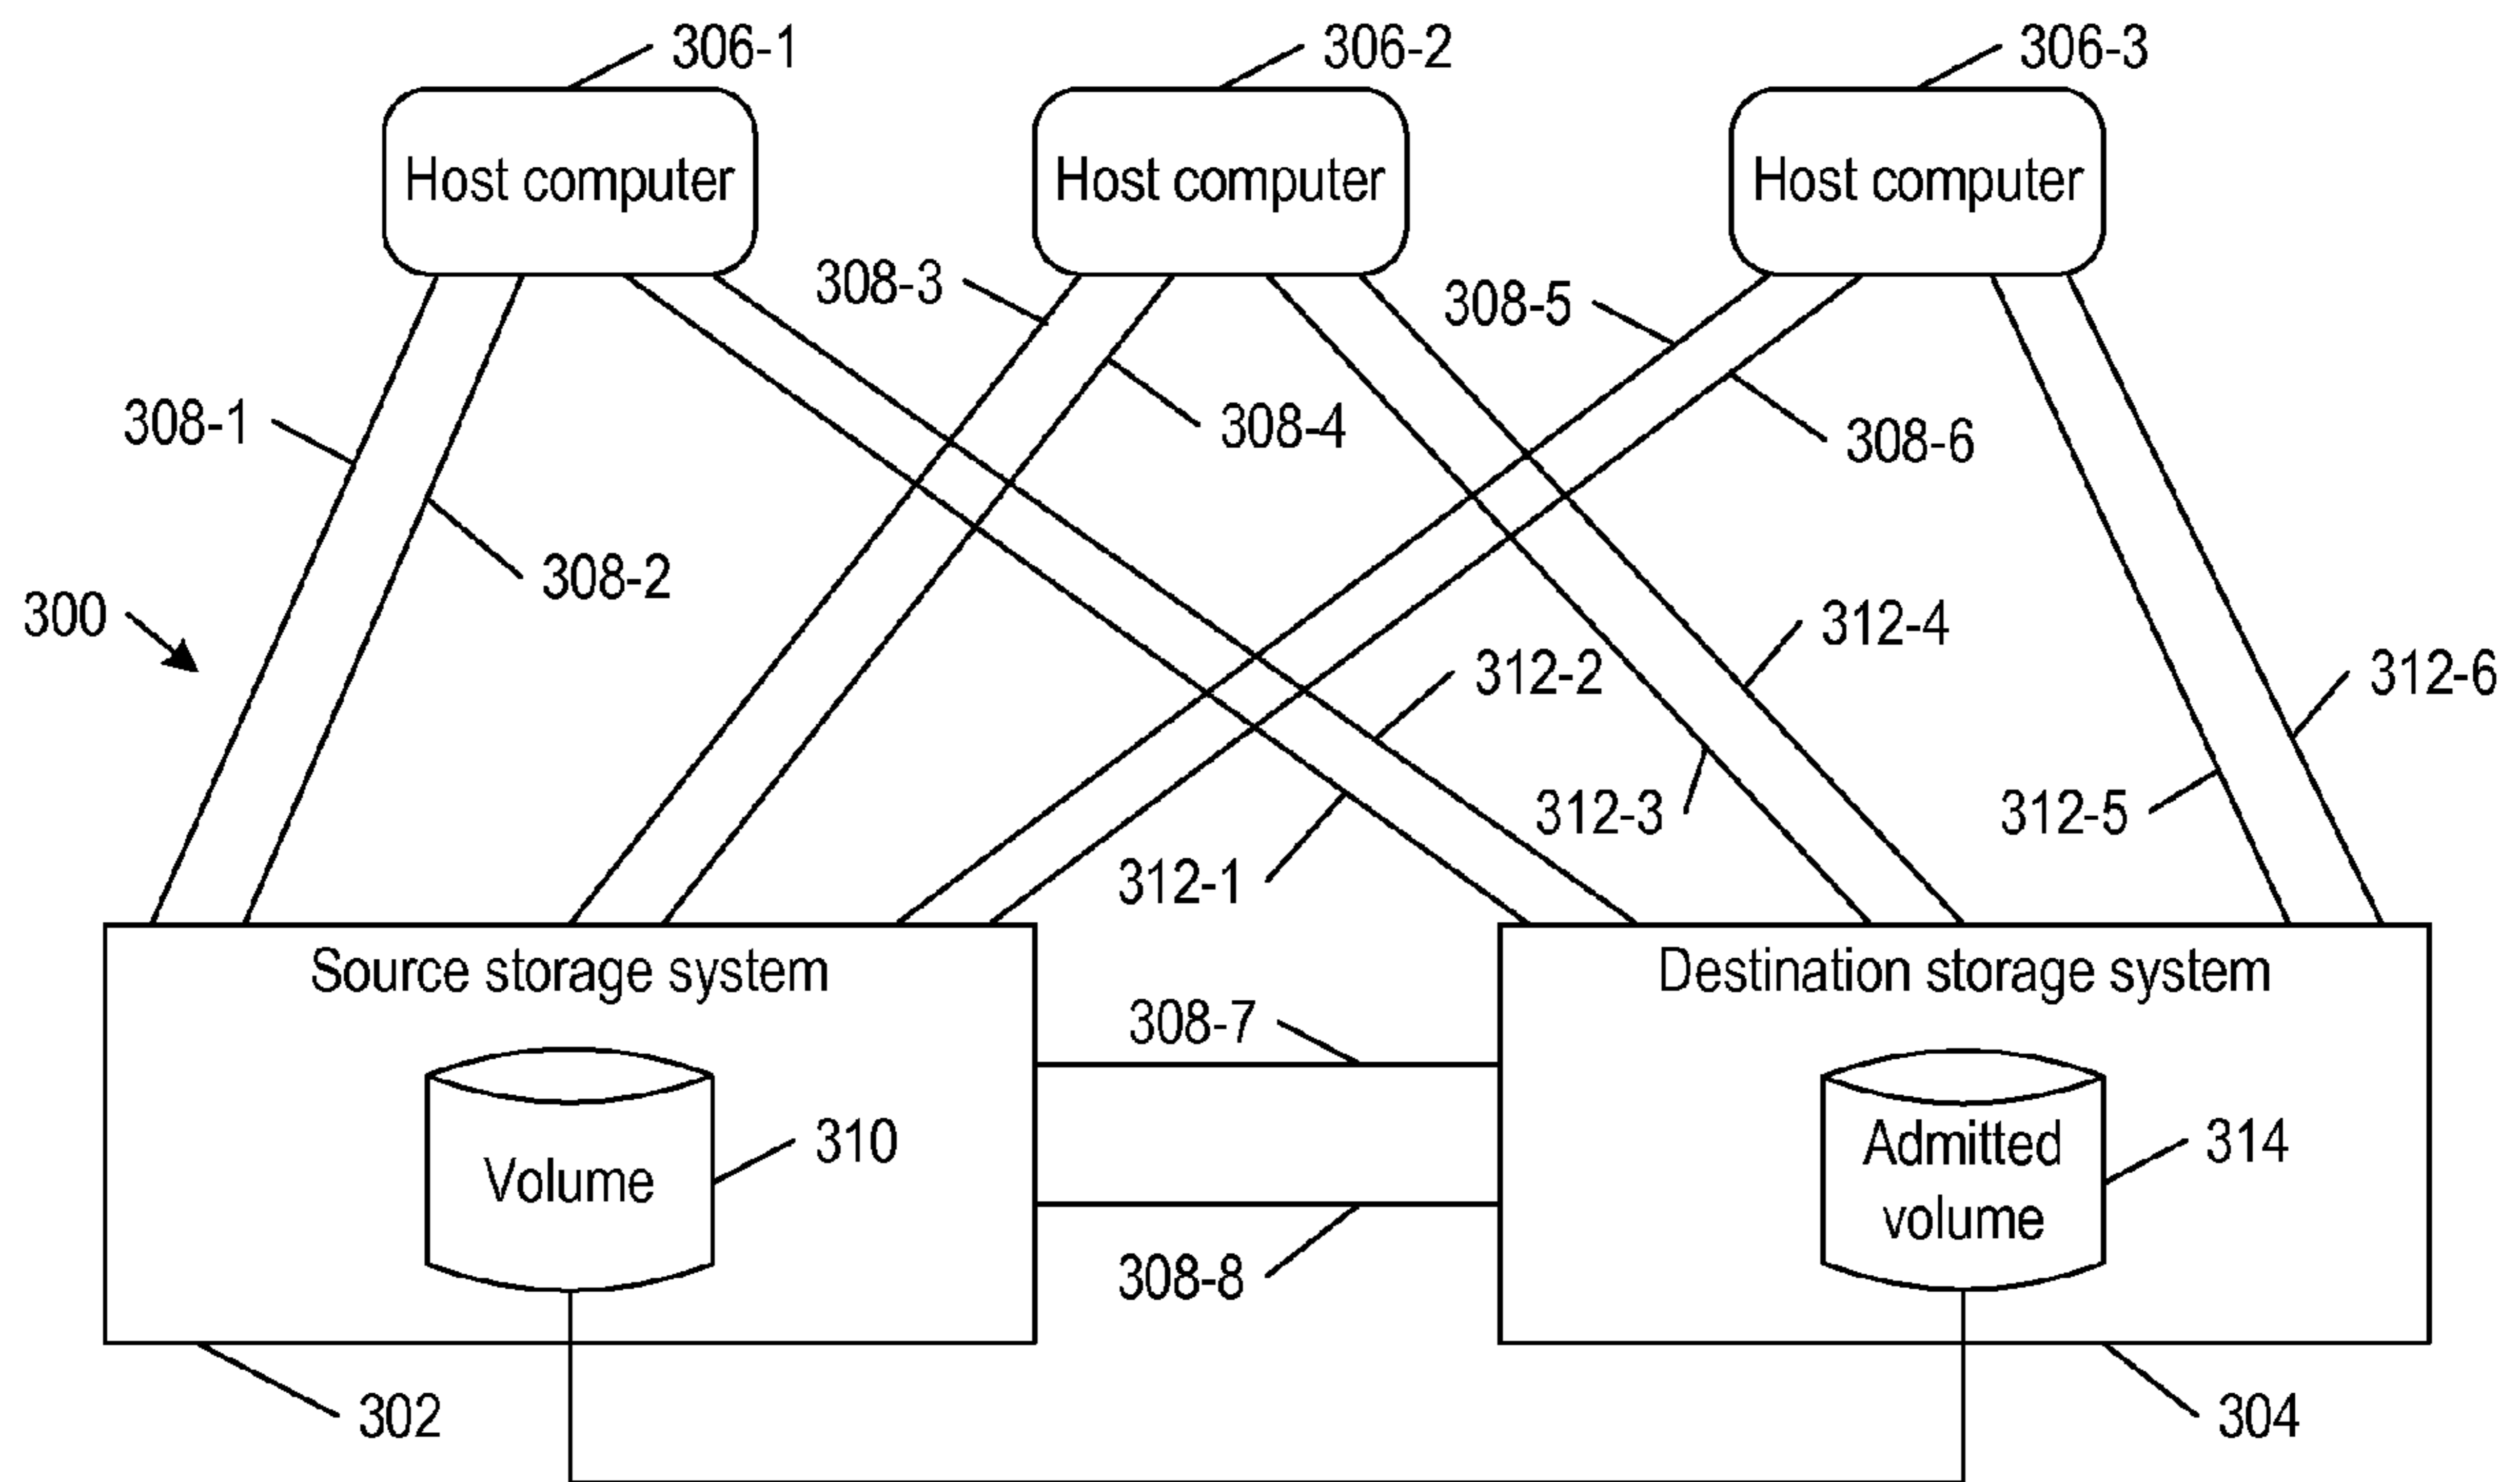 306-1
306-2
306-3
Host computer
Host computer
Host computer
308-3
308-5
308-1
308-4
308-6
308-2
300
312-4
312-2
312-6
312-3
312-5
312-1
Source storage system
Destination storage system
308-7
Volume
310
Admitted
volume
314
308-8
302
304